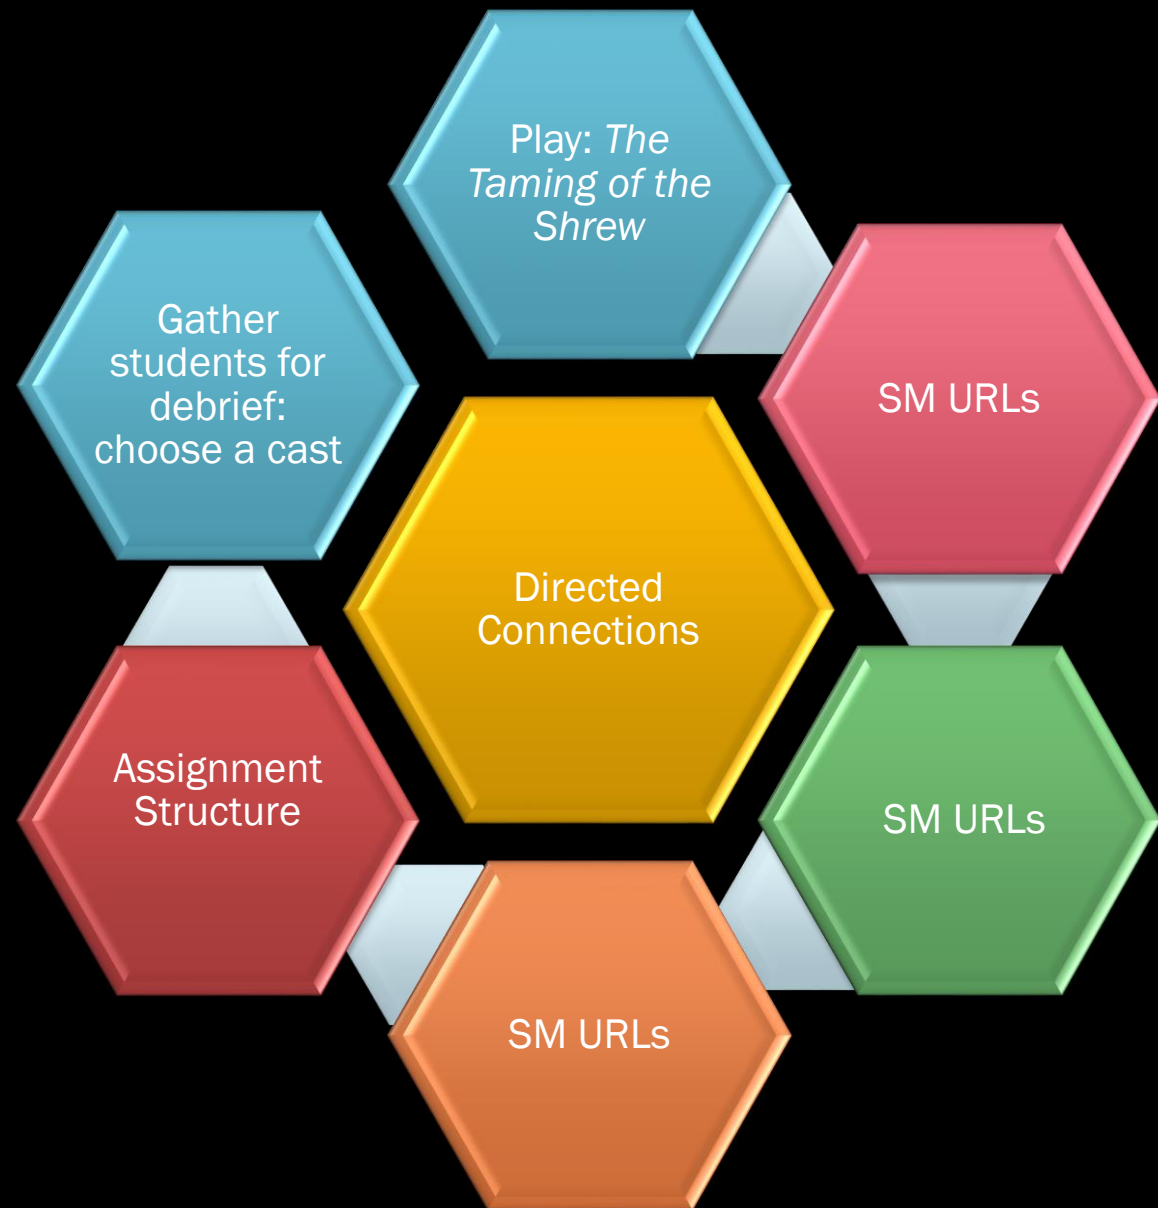 Play: The
Taming of the
Shrew
SM URLs
SM URLs
SM URLs
Assignment
Structure
Gather
students for
debrief:
choose a cast
Directed
Connections